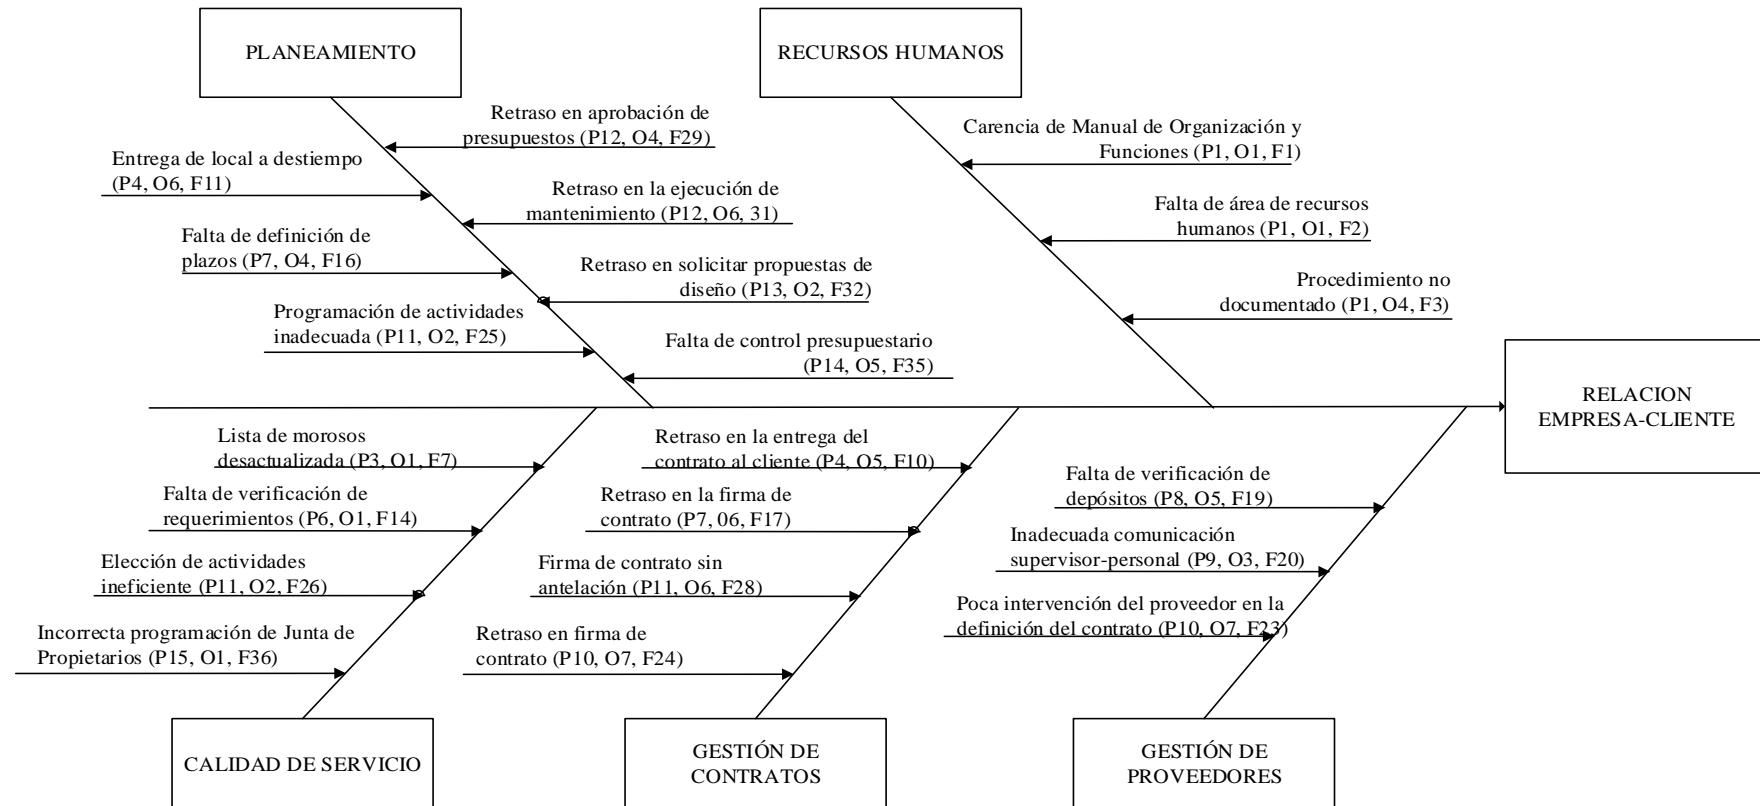 PLANEAMIENTO
RECURSOS HUMANOS
Retraso en aprobación de
presupuestos (P12, O4, F29)
Entrega de local a destiempo
(P4, O6, F11)
Retraso en la ejecución de
mantenimiento (P12, O6, 31)
Falta de definición de
plazos (P7, O4, F16)
Retraso en solicitar propuestas de
diseño (P13, O2, F32)
Programación de actividades
inadecuada (P11, O2, F25)
Falta de control presupuestario
(P14, O5, F35)
Carencia de Manual de Organización y
Funciones (P1, O1, F1)
Falta de área de recursos
humanos (P1, O1, F2)
Procedimiento no
documentado (P1, O4, F3)
RELACION
EMPRESA-CLIENTE
Lista de morosos
desactualizada (P3, O1, F7)
Falta de verificación de
requerimientos (P6, O1, F14)
Elección de actividades
ineficiente (P11, O2, F26)
Incorrecta programación de Junta de
Propietarios (P15, O1, F36)
Retraso en la entrega del
contrato al cliente (P4, O5, F10)
Retraso en la firma de
contrato (P7, 06, F17)
Firma de contrato sin
antelación (P11, O6, F28)
Retraso en firma de
contrato (P10, O7, F24)
Falta de verificación de
depósitos (P8, O5, F19)
Inadecuada comunicación
supervisor-personal (P9, O3, F20)
Poca intervención del proveedor en la
definición del contrato (P10, O7, F23)
CALIDAD DE SERVICIO
GESTIÓN DE
CONTRATOS
GESTIÓN DE
PROVEEDORES